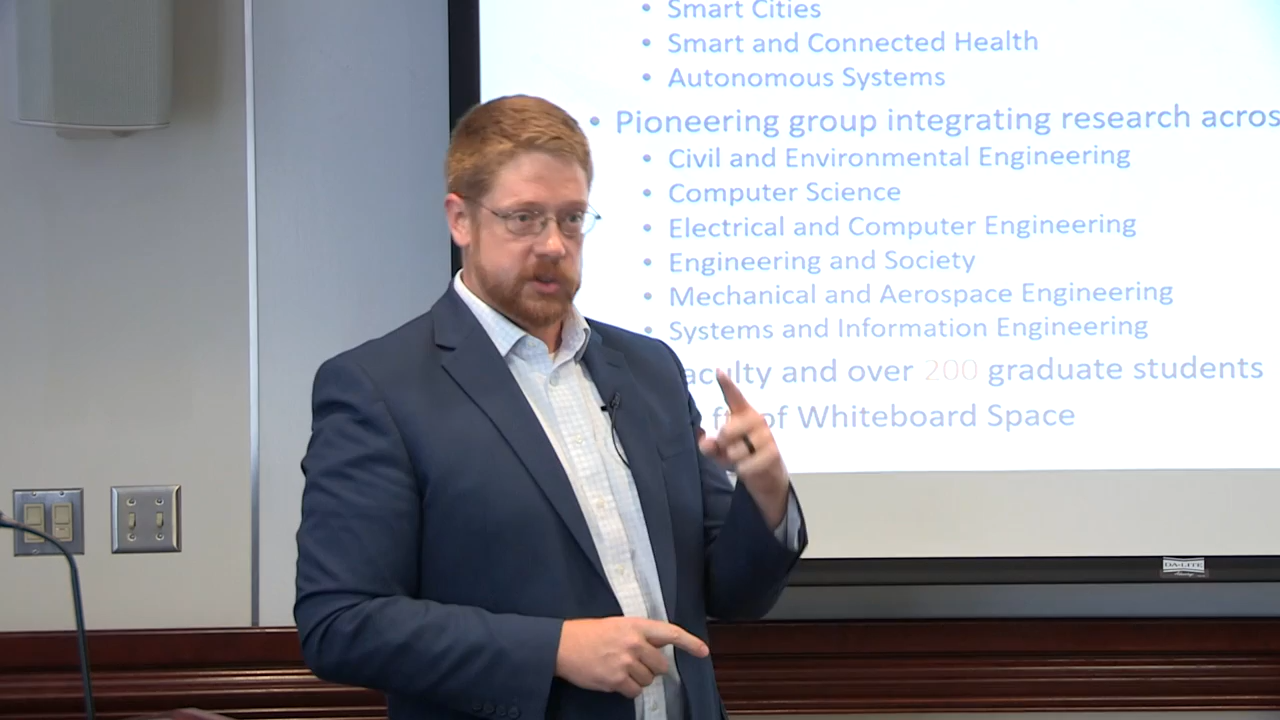 • Smart Cities
• Smart and Connected Health
• Autonomous Systems
• Pioneering group integrating research acros
• Civil and Environmental Engineering
• Computer Science
• Electrical and Computer Engineering
• Engineering and Society
• Mechanical and Aerospace Engineering
• Systems and Information Engineering
aculty and over 200 graduate students
of Whiteboard Space
DA-LITE